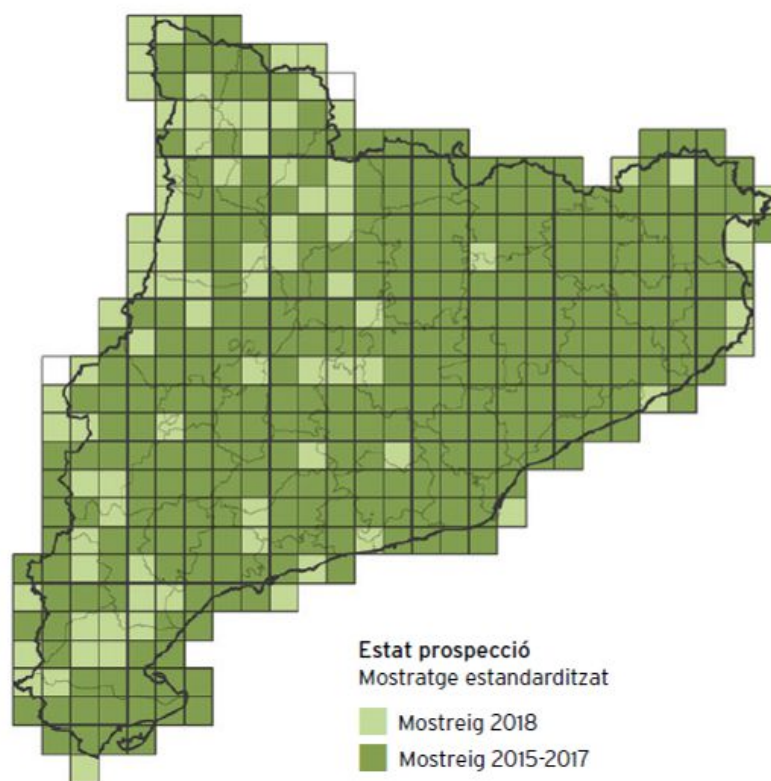 Estat prospecció
Mostratge estandarditzat
Mostreig 2018
Mostreig 2015-2017